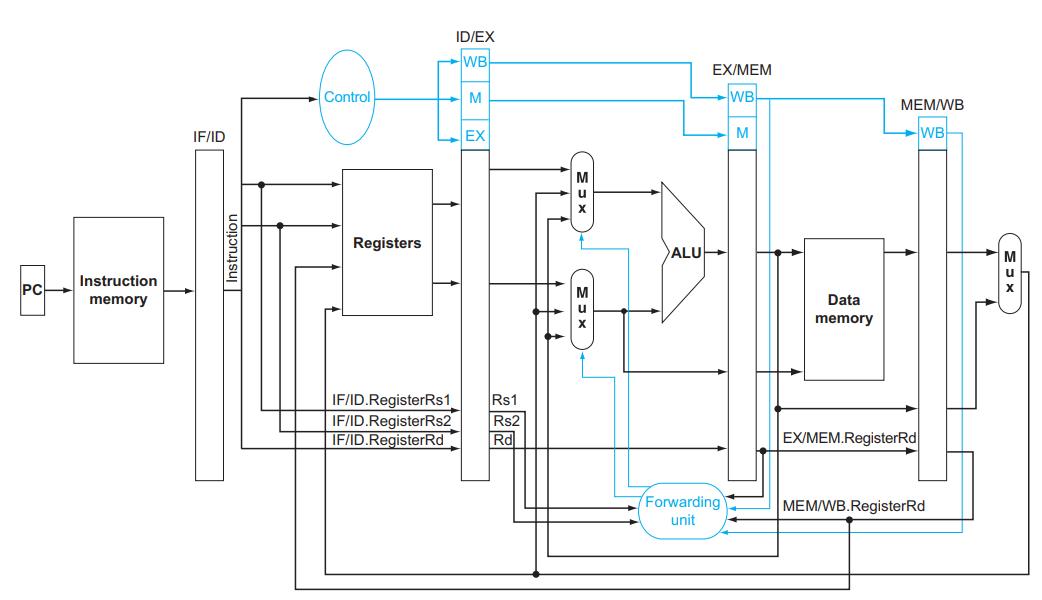 ID/EX
WB
EX/MEM
Control
M
WB
MEM/WB
IF/ID
EX
M
WB
M
u
x
Registers
Instruction
ALU
PC
Instruction
memory
M
u
x
Data
memory
M
u
x
IF/ID.RegisterRs1
Rs1
IF/ID.RegisterRs2
Rs2
IF/ID.RegisterRd
Rd
EX/MEM.RegisterRd
Forwarding
unit
MEM/WB.RegisterRd